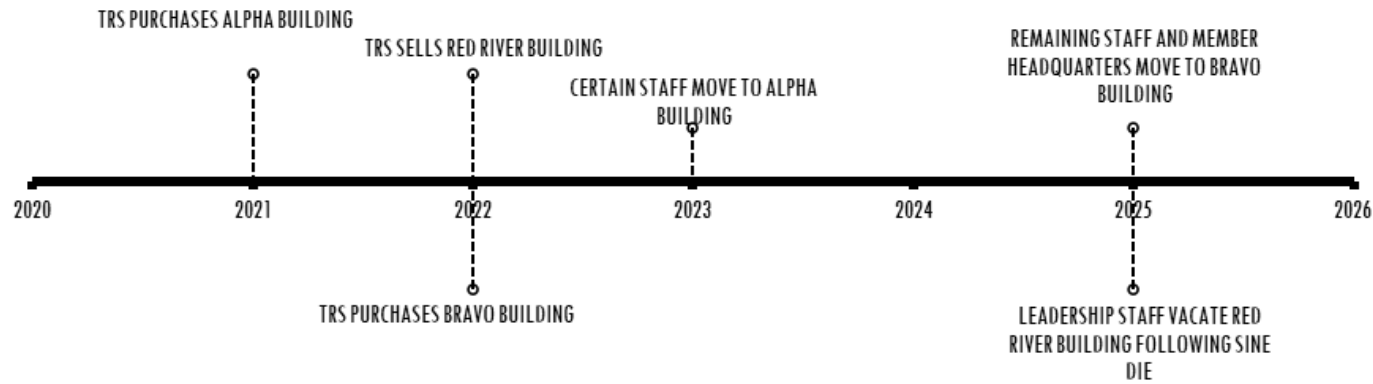 TRS PURCHASES ALPHA BUILDING
TRS SELLS RED RIVER BUILDING
CERTAIN STAFF MOVE TO ALPHA
BUILDING
REMAINING STAFF AND MEMBER
HEADQUARTERS MOVE TO BRAVO
BUILDING
2020
2021
2022
2023
2024
2025
2026
TRS PURCHASES BRAVO BUILDING
LEADERSHIP STAFF VACATE RED
RIVER BUILDING FOLLOWING SINE
DIE